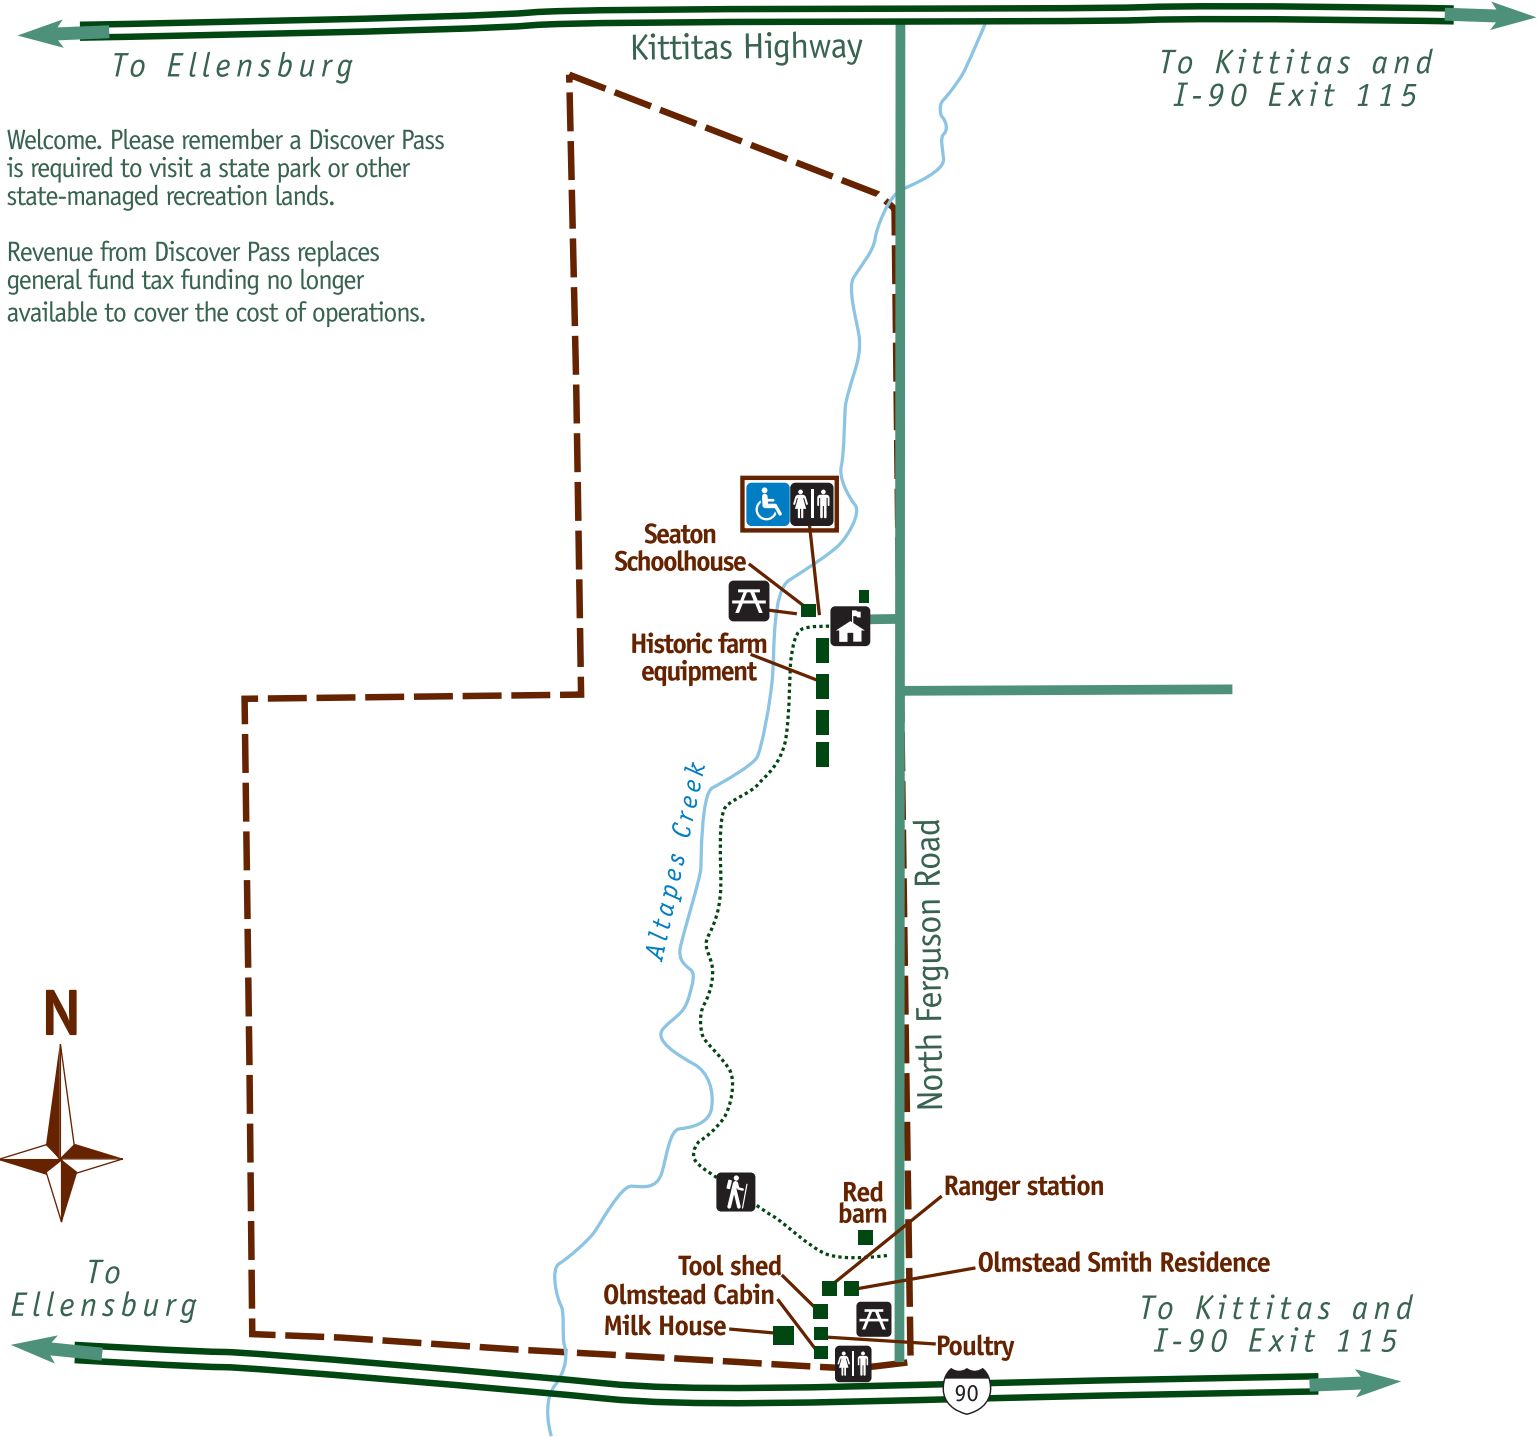 Kittitas Highway
To Ellensburg
To Kittitas and
I-90 Exit 115
Welcome. Please remember a Discover Pass
is required to visit a state park or other
state-managed recreation lands.
Revenue from Discover Pass replaces
general fund tax funding no longer
available to cover the cost of operations.
Seaton
Schoolhouse
Historic farm
equipment
Altapes Creek
North Ferguson Road
N
Red
barn
Ranger station
Tool shed
Olmstead Smith Residence
Olmstead Cabin
Milk House
Poultry
To
Ellensburg
To Kittitas and
I-90 Exit 115
90